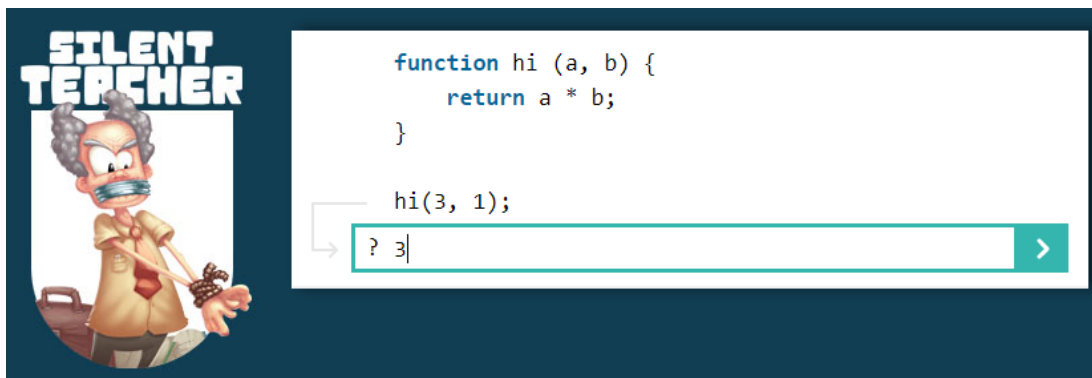 SILENT
TEACHER
function hi (a, b) {
    return a * b;
}
hi(3, 1);
? 3